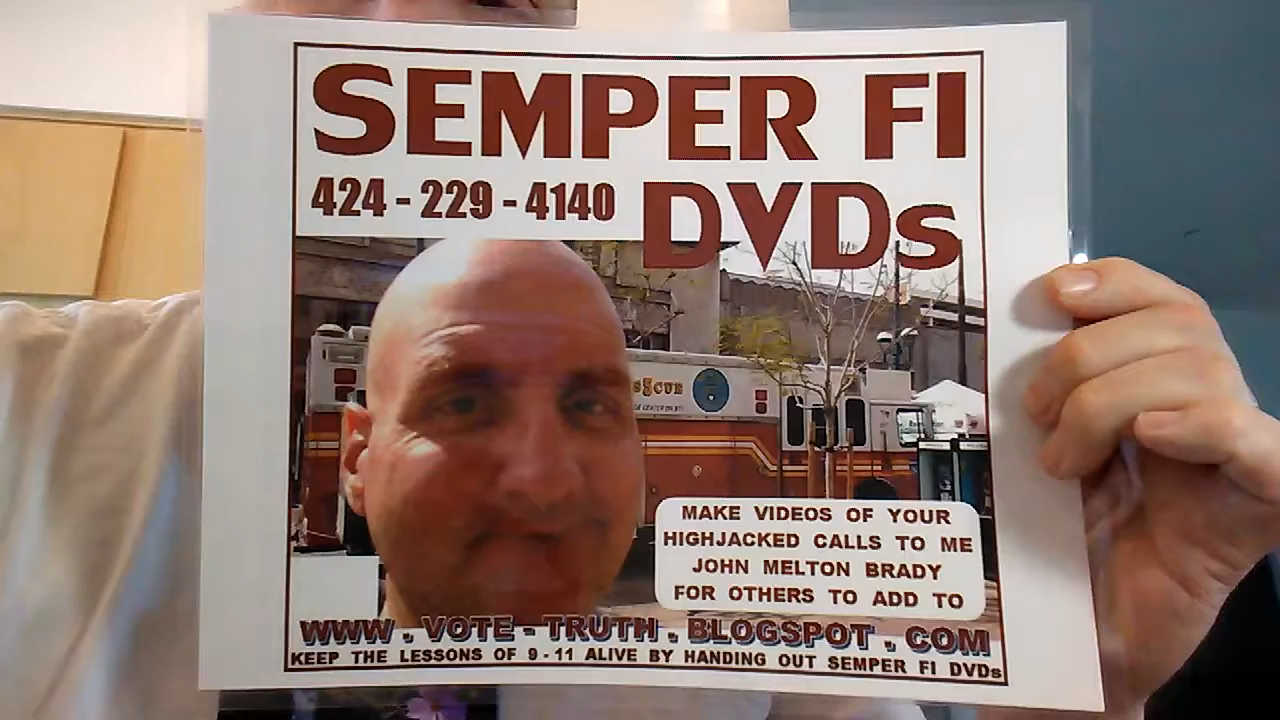 SEMPER FI
424 - 229 - 4140 DVDs
MAKE VIDEOS OF YOUR
HIGHJACKED CALLS TO ME
JOHN MELTON BRADY
FOR OTHERS TO ADD TO
WWW . VOTE - TRUTH . BLOGSPOT . COM
KEEP THE LESSONS OF 9 - 11 ALIVE BY HANDING OUT SEMPER FI DVDs